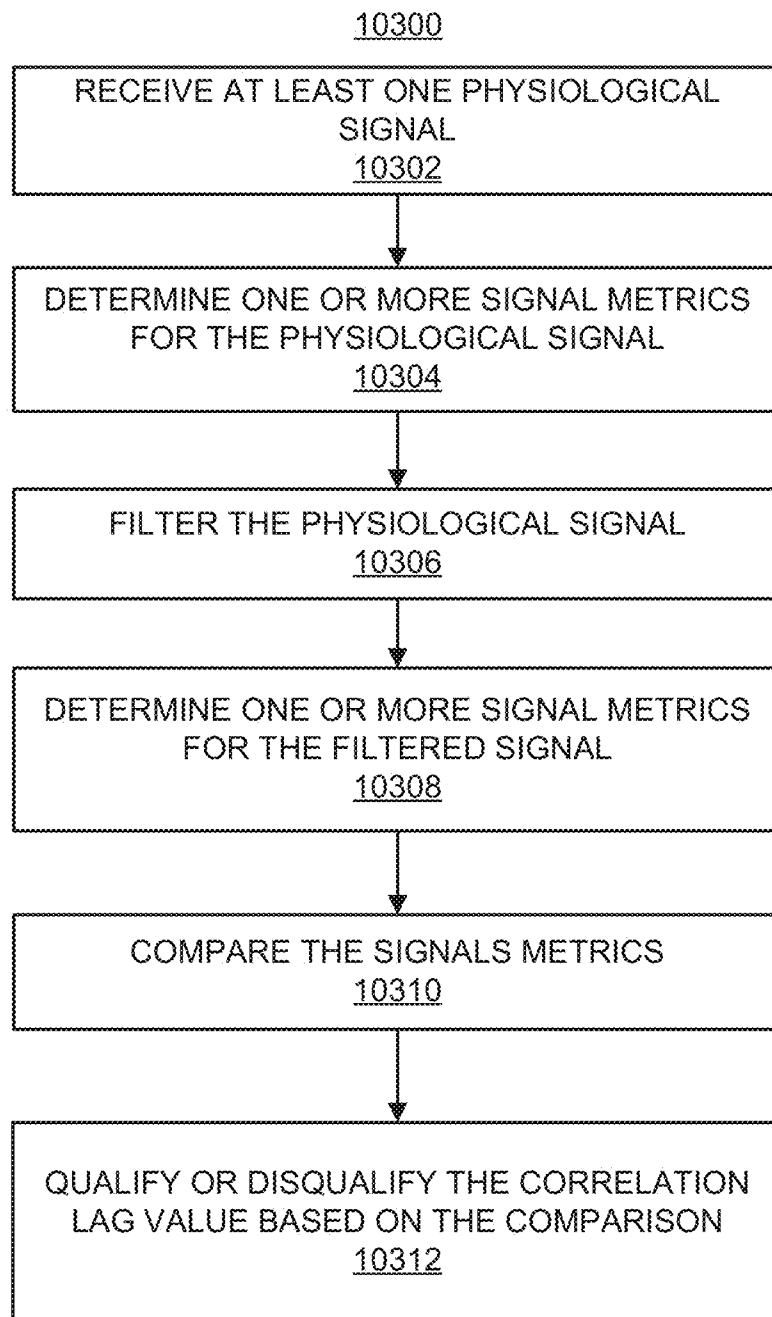 10300
RECEIVE AT LEAST ONE PHYSIOLOGICAL
SIGNAL
10302
DETERMINE ONE OR MORE SIGNAL METRICS
FOR THE PHYSIOLOGICAL SIGNAL
10304
FILTER THE PHYSIOLOGICAL SIGNAL
10306
DETERMINE ONE OR MORE SIGNAL METRICS
FOR THE FILTERED SIGNAL
10308
COMPARE THE SIGNALS METRICS
10310
QUALIFY OR DISQUALIFY THE CORRELATION
LAG VALUE BASED ON THE COMPARISON
10312